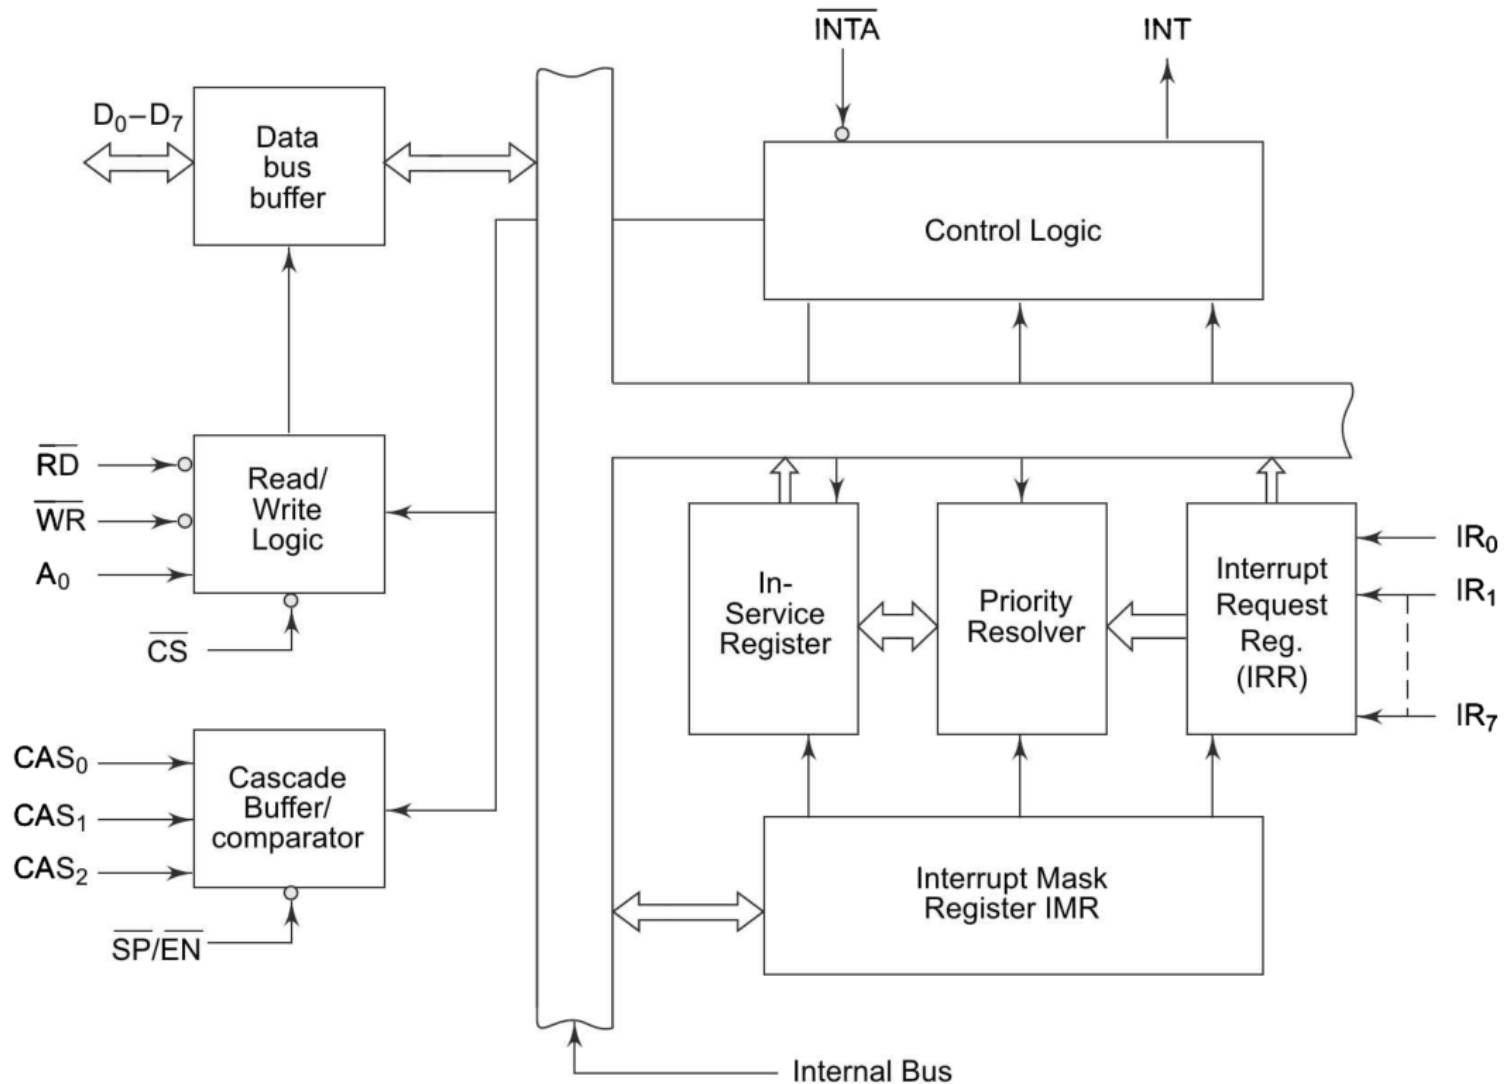 INTA
INT
D₀–D₇
Data
bus
buffer
Control Logic
RD
WR
A₀
Read/
Write
Logic
CS
In-
Service
Register
Priority
Resolver
Interrupt
Request
Reg.
(IRR)
IR₀
IR₁
IR₇
CAS₀
CAS₁
CAS₂
Cascade
Buffer/
comparator
SP/EN
Interrupt Mask
Register IMR
Internal Bus